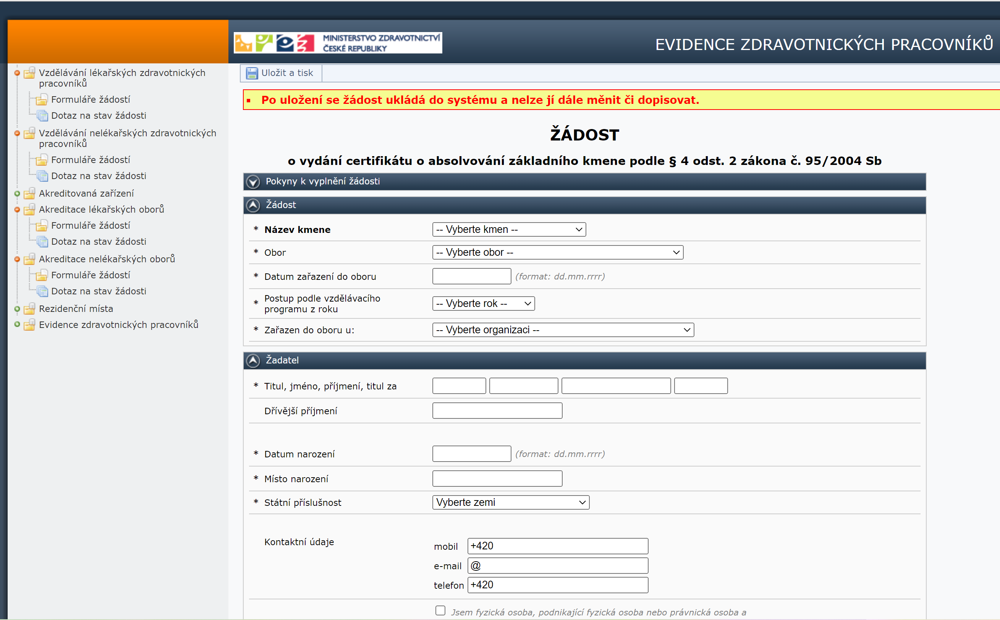 MINISTERSTVO ZDRAVOTNICTVÍ
ČESKÉ REPUBLIKY
EVIDENCE ZDRAVOTNICKÝCH PRACOVNÍKŮ
Vzdělávání lékařských zdravotnických
pracovníků
Formuláře žádostí
Dotaz na stav žádosti
Vzdělávání nelékařských zdravotnických
pracovníků
Formuláře žádostí
Dotaz na stav žádosti
Akreditovaná zařízení
Akreditace lékařských oborů
Formuláře žádostí
Dotaz na stav žádosti
Akreditace nelékařských oborů
Formuláře žádostí
Dotaz na stav žádosti
Rezidenční místa
Evidence zdravotnických pracovníků
Uložit a tisk
Po uložení se žádost ukládá do systému a nelze jí dále měnit či dopisovat.
ŽÁDOST
o vydání certifikátu o absolvování základního kmene podle § 4 odst. 2 zákona č. 95/2004 Sb
Pokyny k vyplnění žádosti
Žádost
* Název kmene -- Vyberte kmen --
* Obor -- Vyberte obor --
* Datum zařazení do oboru (format: dd.mm.rrrr)
* Postup podle vzdělávacího
programu z roku -- Vyberte rok --
* Zařazen do oboru u: -- Vyberte organizaci --
Žadatel
* Titul, jméno, příjmení, titul za
Dřívější příjmení
* Datum narození (format: dd.mm.rrrr)
* Místo narození
* Státní příslušnost Vyberte zemi
Kontaktní údaje
mobil +420
e-mail @
telefon +420
Jsem fyzická osoba, podnikající fyzická osoba nebo právnická osoba a